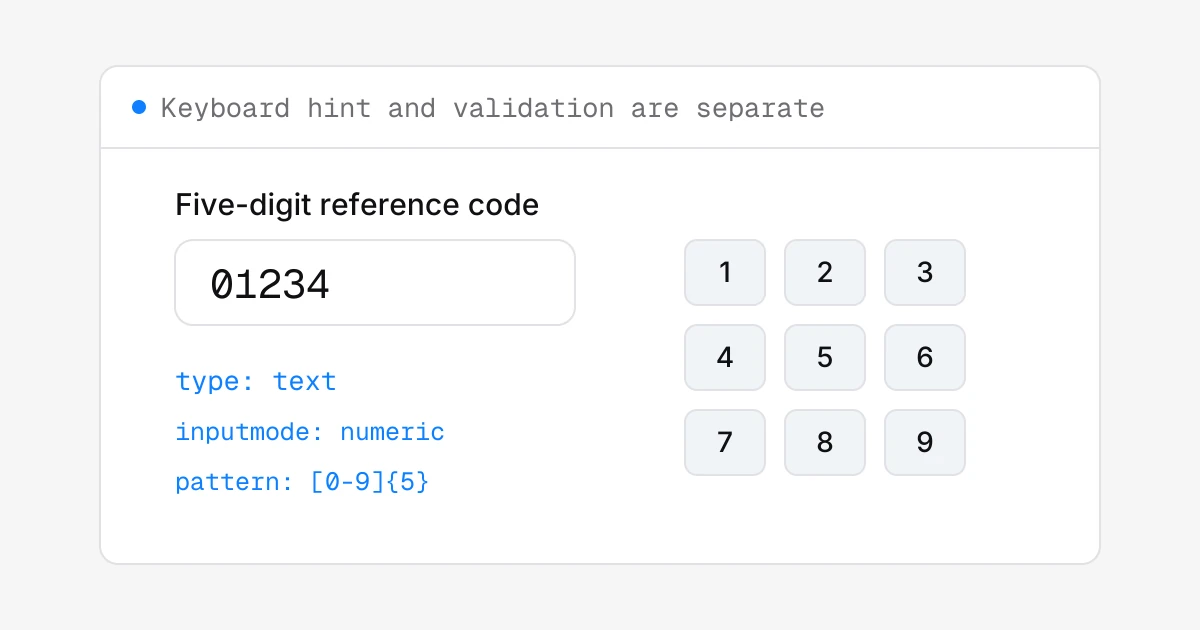 Keyboard hint and validation are separate
Five-digit reference code
01234
type: text
inputmode: numeric
pattern: [0-9]{5}
1 2 3
4 5 6
7 8 9